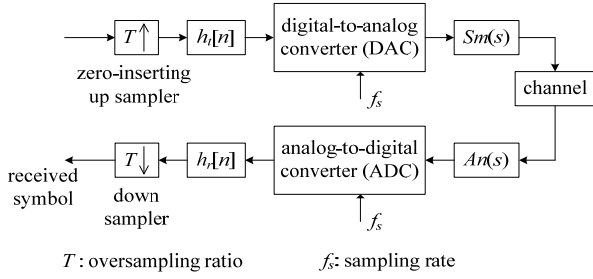 T↑
h_t[n]
digital-to-analog
converter (DAC)
Sm(s)
zero-inserting
up sampler
f_s
channel
T↓
h_r[n]
analog-to-digital
converter (ADC)
An(s)
received
symbol
down
sampler
f_s
T : oversampling ratio
f_s: sampling rate